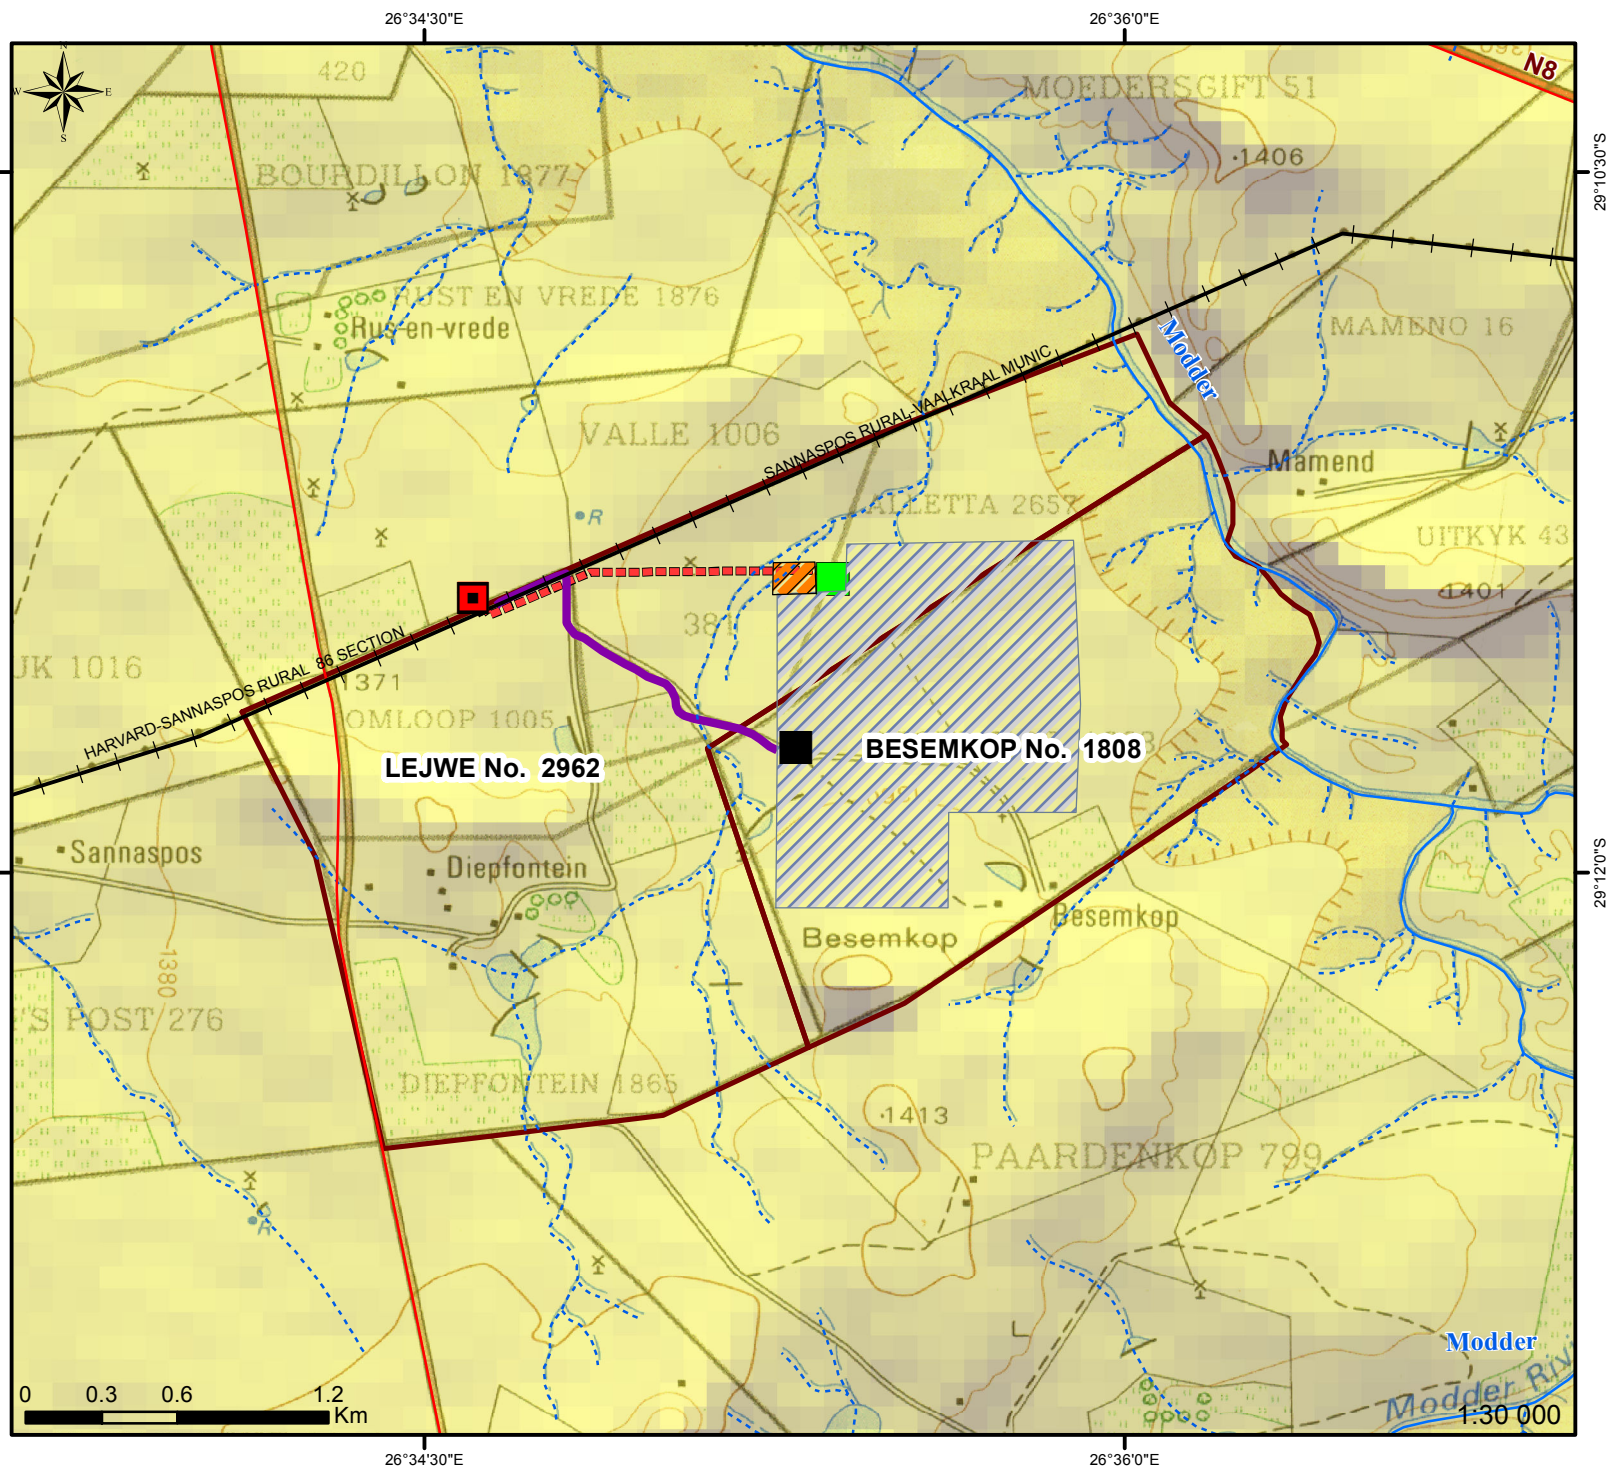 26°34'30"E
26°36'0"E
N
W
E
S
420
N8
MOEDERSGIFT 51
1406
29°10'30"S
BOURDILLON 1877
RUST EN VREDE 1876
Rus-en-vrede
Modder
MAMENO 16
SANNASPOS RURAL-VAALKRAAL MUNIC
VALLE 1006
Mamend
R
ALLETTA 2657
UITKYK 43
1401
381
HARVARD-SANNASPOS RURAL 86 SECTION
JK 1016
1371
OMLOOP 1005
LEJWE No. 2962
BESEMKOP No. 1808
Sannaspos
Diepfontein
29°12'0"S
Besemkop
Besemkop
1380
'S POST 276
DIEPFONTEIN 1865
1413
PAARDENKOP 799
R
Modder
Modder Riv
0
0.3
0.6
1.2
Km
1:30 000
26°34'30"E
26°36'0"E